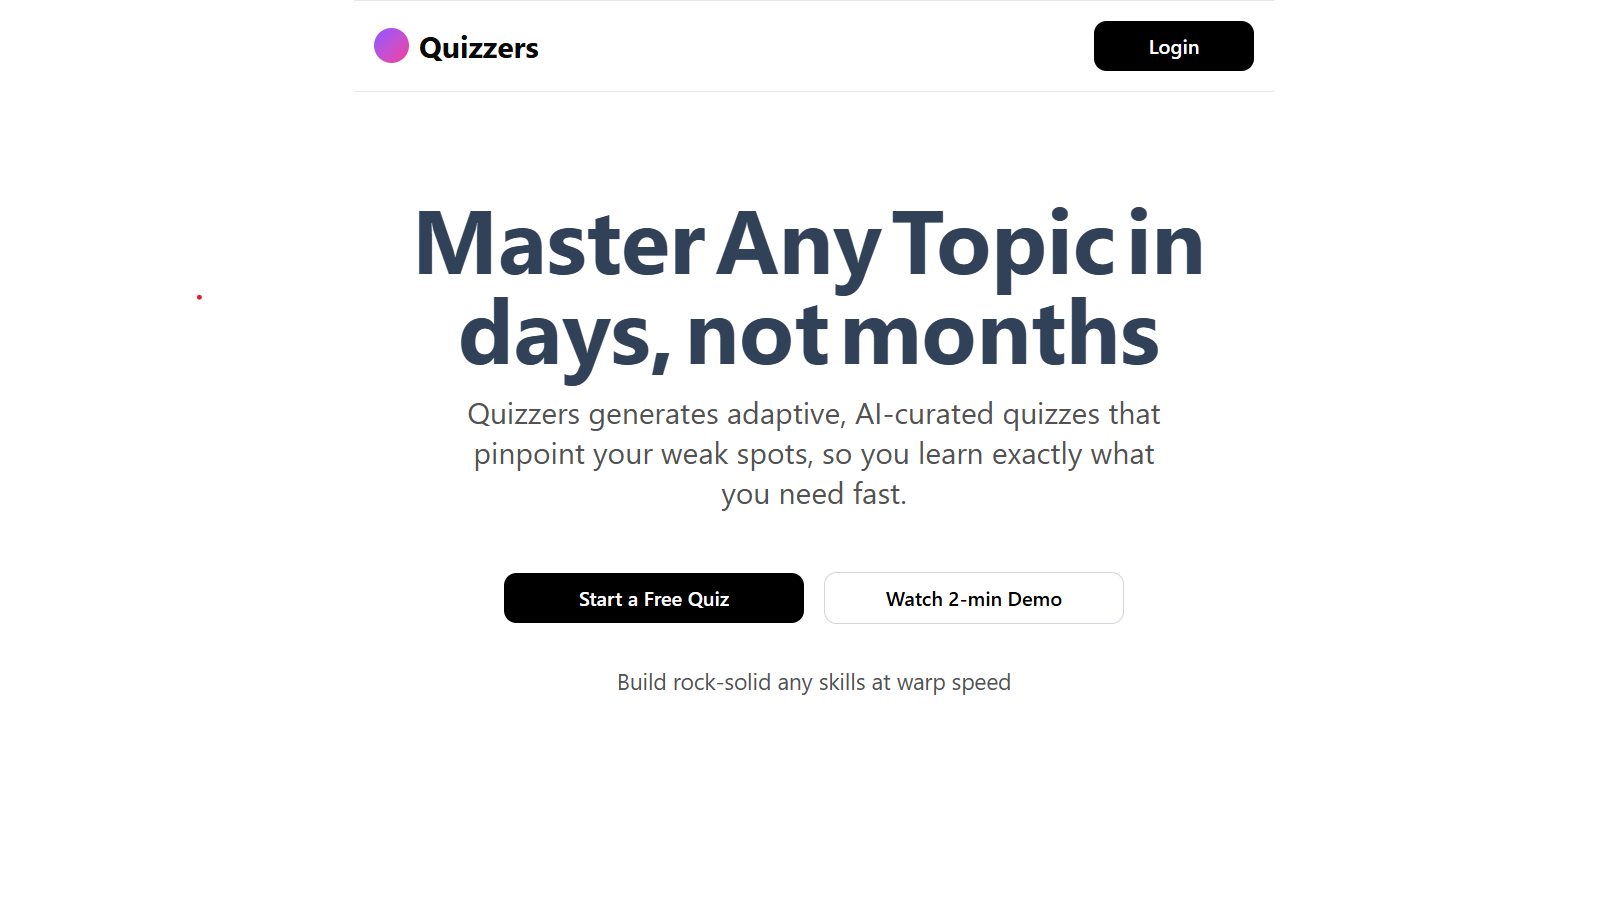 Quizzers
Login
Master Any Topic in
days, not months
Quizzers generates adaptive, AI-curated quizzes that
pinpoint your weak spots, so you learn exactly what
you need fast.
Start a Free Quiz
Watch 2-min Demo
Build rock-solid any skills at warp speed